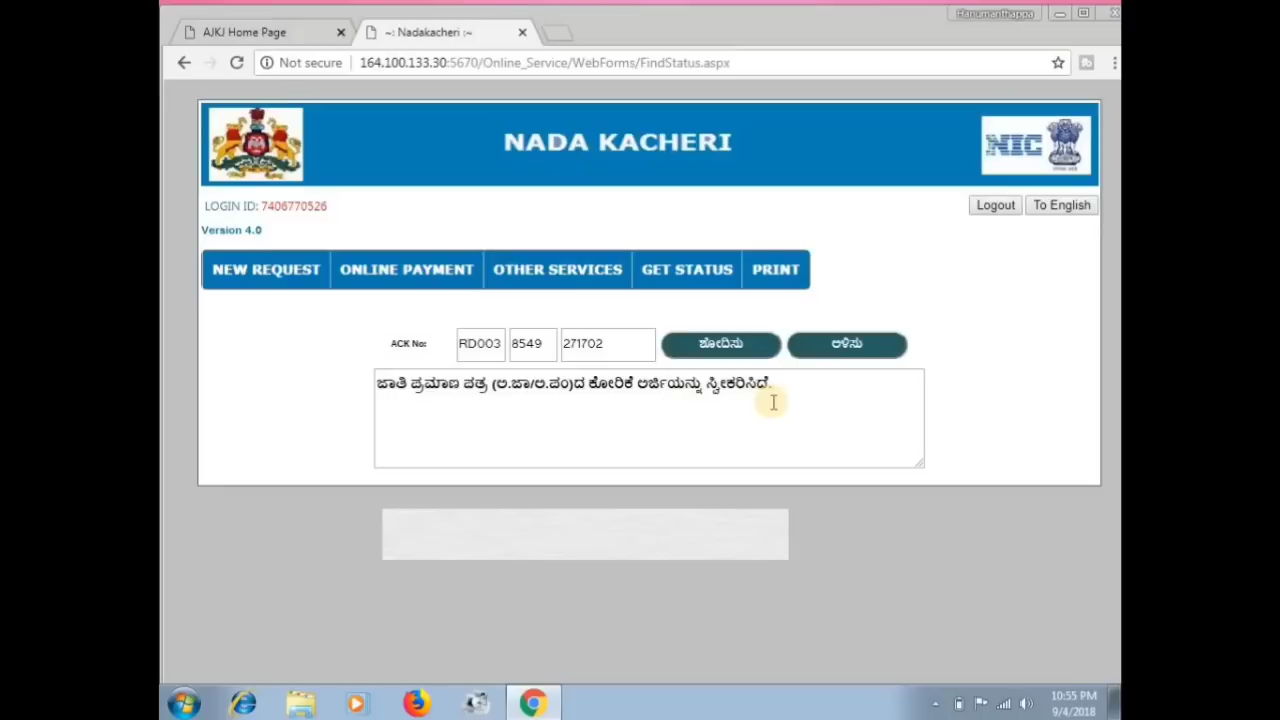 Hanumanthappa
AJKJ Home Page
~: Nadakacheri :~
Not secure
164.100.133.30:5670/Online_Service/WebForms/FindStatus.aspx
NADA KACHERI
NIC
LOGIN ID: 7406770526
Logout
To English
Version 4.0
NEW REQUEST
ONLINE PAYMENT
OTHER SERVICES
GET STATUS
PRINT
ACK No:
RD003
8549
271702
ಶೋದಿಸು
ಅಳಿಸು
ಜಾತಿ ಪ್ರಮಾಣ ಪತ್ರ (ಅ.ಜಾ/ಅ.ಪಂ)ದ ಕೋರಿಕೆ ಅರ್ಜಿಯನ್ನು ಸ್ವೀಕರಿಸಿದೆ.
10:55 PM
9/4/2018